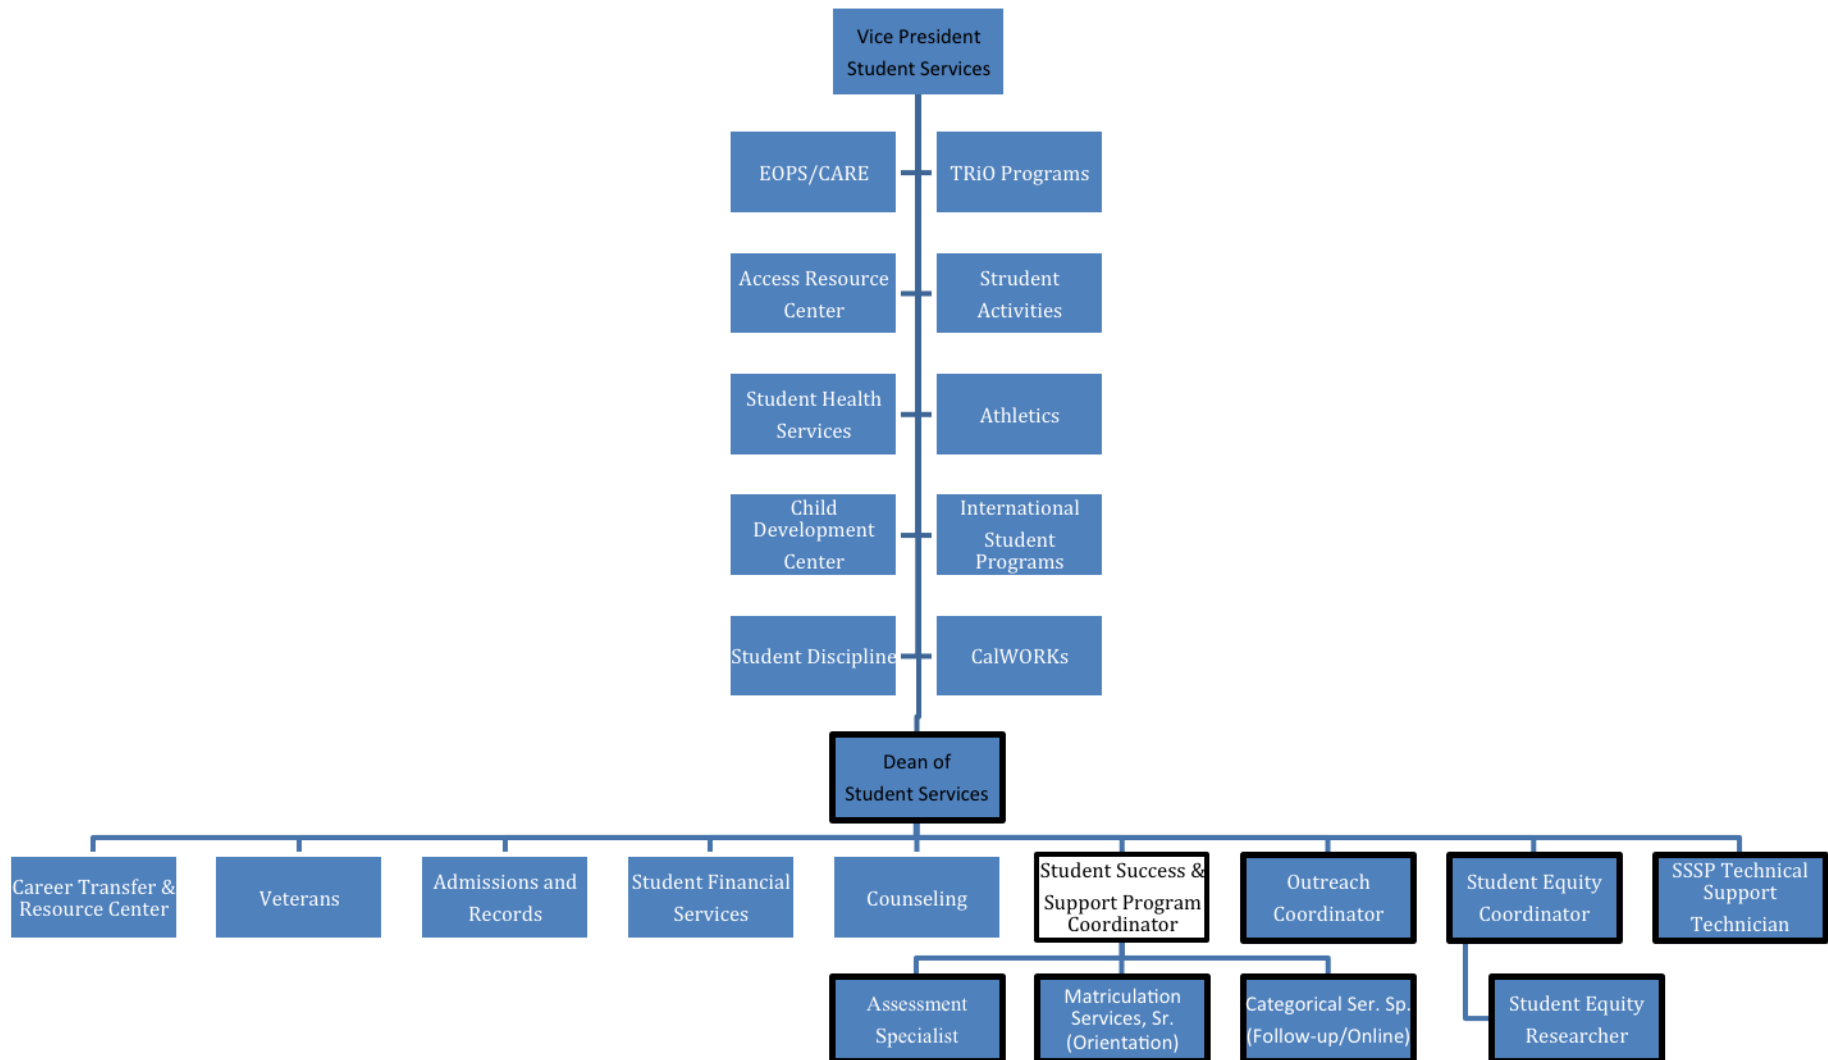 Vice President
Student Services
EOPS/CARE
TRiO Programs
Access Resource
Center
Strudent
Activities
Student Health
Services
Athletics
Child
Development
Center
International
Student
Programs
Student Discipline
CalWORKs
Dean of
Student Services
Career Transfer &
Resource Center
Veterans
Admissions and
Records
Student Financial
Services
Counseling
Student Success &
Support Program
Coordinator
Outreach
Coordinator
Student Equity
Coordinator
SSSP Technical
Support
Technician
Assessment
Specialist
Matriculation
Services, Sr.
(Orientation)
Categorical Ser. Sp.
(Follow-up/Online)
Student Equity
Researcher